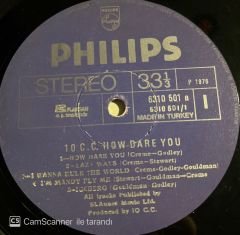 PHILIPS
STEREO 33⅓ P 1976
6310 501 a
6310 501/1 1
MADE IN TURKEY
10 C.C. HOW DARE YOU
1—HOW DARE YOU (Creme—Godley)
2—LAZY WAYS (Creme—Stewart)
3—I WANNA RULE THE WORLD (Creme-Godley-Gouldman)
4—I'M MANDY FLY ME (Stewart—Gouldman—Creme
5—ICEBERG (Gouldman—Godley)
All tracks Published by
St.Annes Music Ltd.
Produced by 10 C.C.
CS CamScanner ile tarandı